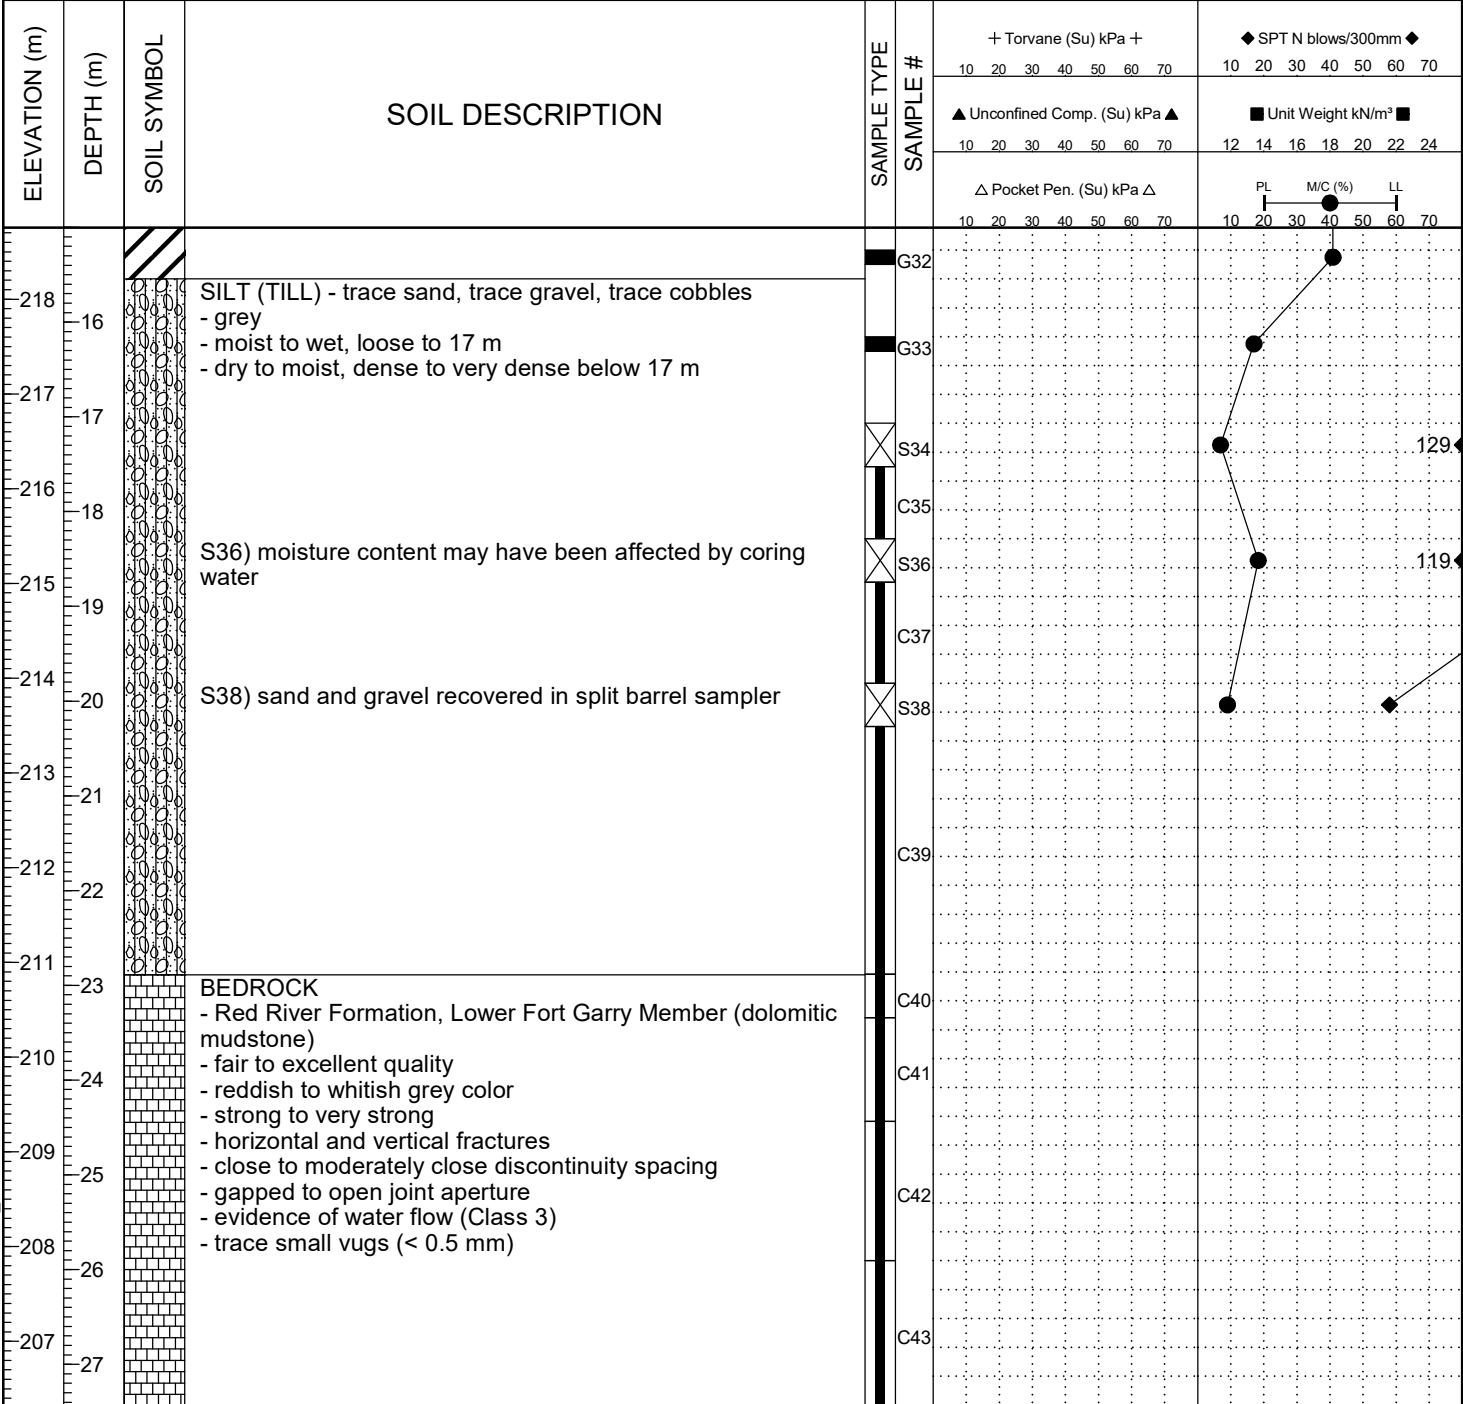 ELEVATION (m)
DEPTH (m)
SOIL SYMBOL
SOIL DESCRIPTION
SAMPLE TYPE
SAMPLE #
+ Torvane (Su) kPa +
10 20 30 40 50 60 70
▲ Unconfined Comp. (Su) kPa ▲
10 20 30 40 50 60 70
△ Pocket Pen. (Su) kPa △
10 20 30 40 50 60 70
◆ SPT N blows/300mm ◆
10 20 30 40 50 60 70
■ Unit Weight kN/m³ ■
12 14 16 18 20 22 24
PL M/C (%) LL
10 20 30 40 50 60 70
G32
SILT (TILL) - trace sand, trace gravel, trace cobbles
218
- grey
16
- moist to wet, loose to 17 m
G33
- dry to moist, dense to very dense below 17 m
217
17
S34
129
216
C35
18
S36) moisture content may have been affected by coring
water
S36
119
215
19
C37
214
S38) sand and gravel recovered in split barrel sampler
20
S38
213
21
C39
212
22
211
23
BEDROCK
C40
- Red River Formation, Lower Fort Garry Member (dolomitic
mudstone)
210
- fair to excellent quality
24
C41
- reddish to whitish grey color
- strong to very strong
- horizontal and vertical fractures
209
- close to moderately close discontinuity spacing
25
- gapped to open joint aperture
C42
- evidence of water flow (Class 3)
- trace small vugs (< 0.5 mm)
208
26
207
C43
27